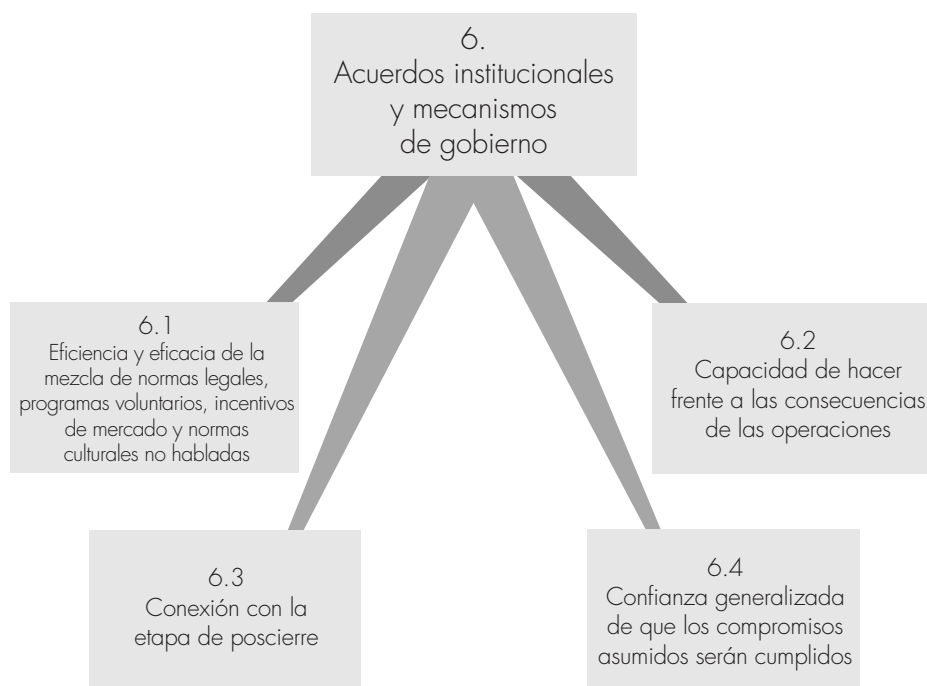 6.
Acuerdos institucionales
y mecanismos
de gobierno
6.1
Eficiencia y eficacia de la
mezcla de normas legales,
programas voluntarios, incentivos
de mercado y normas
culturales no habladas
6.2
Capacidad de hacer
frente a las consecuencias
de las operaciones
6.3
Conexión con la
etapa de poscierre
6.4
Confianza generalizada
de que los compromisos
asumidos serán cumplidos